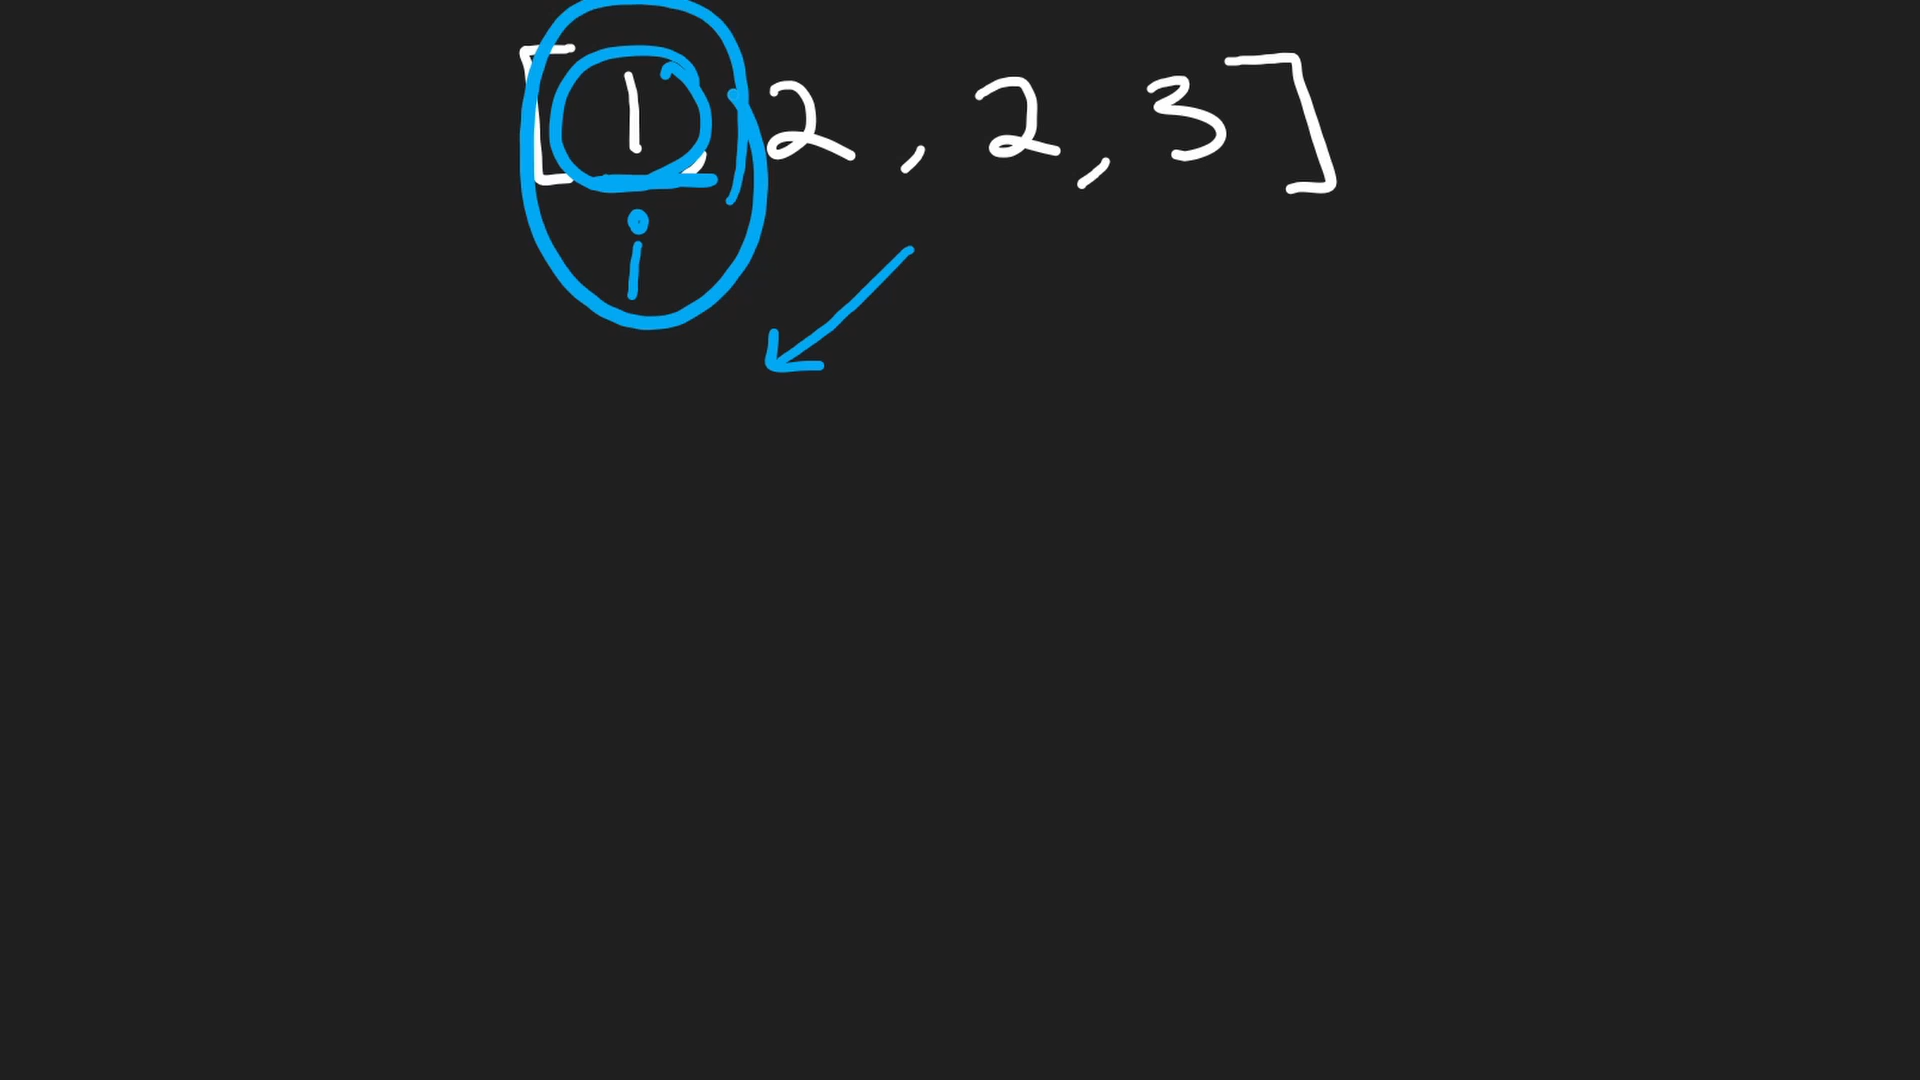 [1, 2, 2, 3]
i